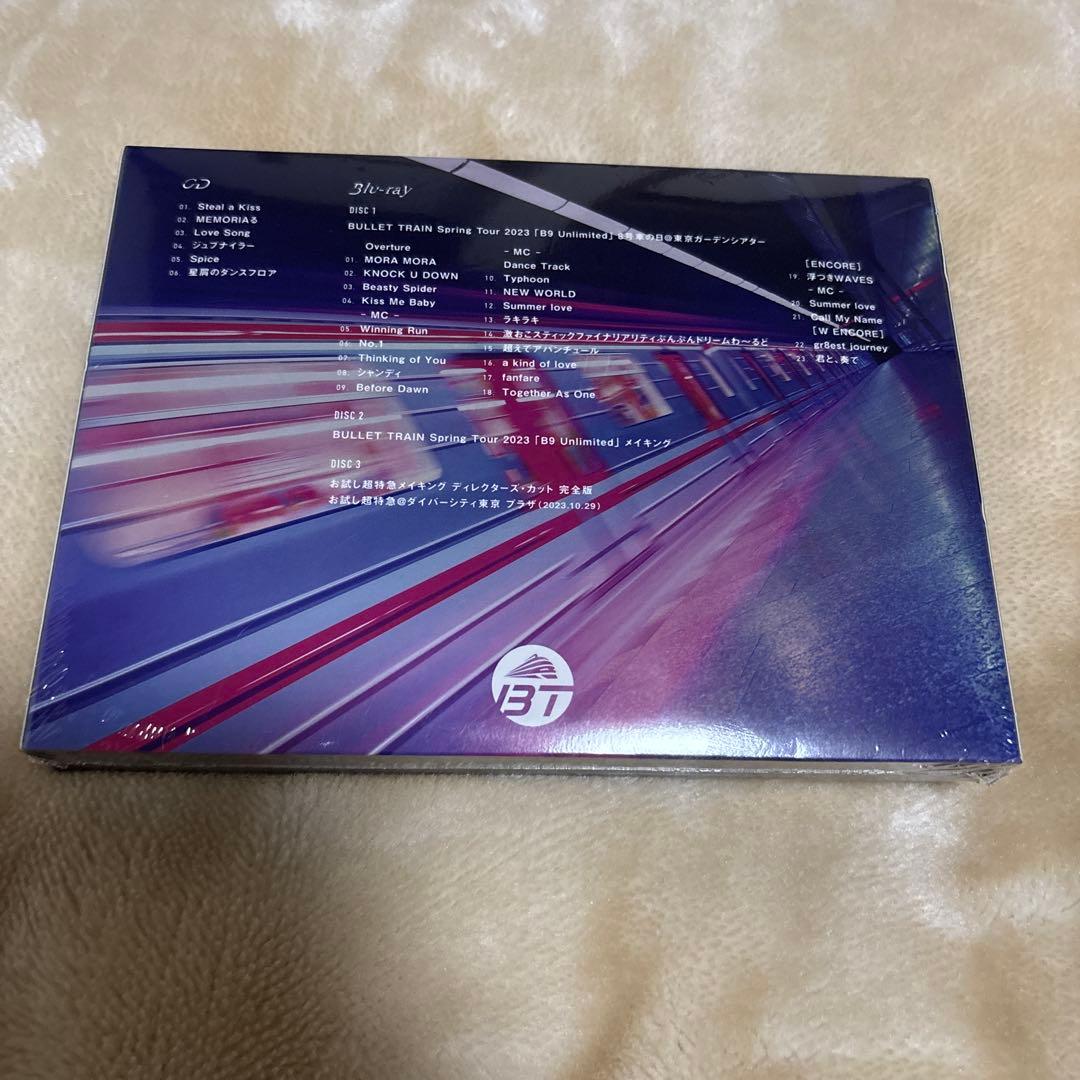 CD
01. Steal a Kiss
02. MEMORIAる
03. Love Song
04. ジュブナイラー
05. Spice
06. 星屑のダンスフロア
Blu-ray
DISC 1
BULLET TRAIN Spring Tour 2023「B9 Unlimited」8号車の日@東京ガーデンシアター
Overture
01. MORA MORA
02. KNOCK U DOWN
03. Beasty Spider
04. Kiss Me Baby
- MC -
05. Winning Run
06. No.1
07. Thinking of You
08. シャンディ
09. Before Dawn
- MC -
Dance Track
10. Typhoon
11. NEW WORLD
12. Summer love
13. ラキラキ
14. 激おこスティックファイナリアリティぷんぷんドリームわ〜るど
15. 超えてアバンチュール
16. a kind of love
17. fanfare
18. Together As One
[ENCORE]
19. 浮つきWAVES
- MC -
20. Summer love
21. Call My Name
[W ENCORE]
22. gr8est journey
23. 君と、奏で
DISC 2
BULLET TRAIN Spring Tour 2023「B9 Unlimited」メイキング
DISC 3
お試し超特急メイキング ディレクターズ・カット 完全版
お試し超特急@ダイバーシティ東京 プラザ(2023.10.29)
BT